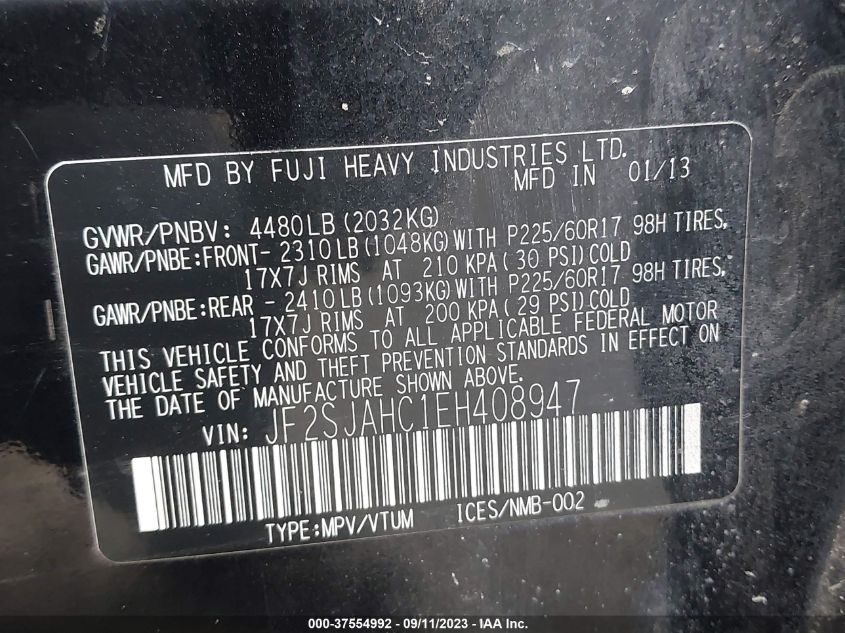 MFD BY FUJI HEAVY INDUSTRIES LTD.
MFD IN 01/13
GVWR/PNBV: 4480LB (2032KG)
GAWR/PNBE:FRONT- 2310LB(1048KG)WITH P225/60R17 98H TIRES,
17X7J RIMS AT 210 KPA( 30 PSI)COLD
GAWR/PNBE:REAR - 2410LB(1093KG)WITH P225/60R17 98H TIRES,
17X7J RIMS AT 200 KPA( 29 PSI)COLD
THIS VEHICLE CONFORMS TO ALL APPLICABLE FEDERAL MOTOR
VEHICLE SAFETY AND THEFT PREVENTION STANDARDS IN EFFECT ON
THE DATE OF MANUFACTURE SHOWN ABOVE.
VIN: JF2SJAHC1EH408947
TYPE:MPV/VTUM ICES/NMB-002
000-37554992 - 09/11/2023 - IAA Inc.